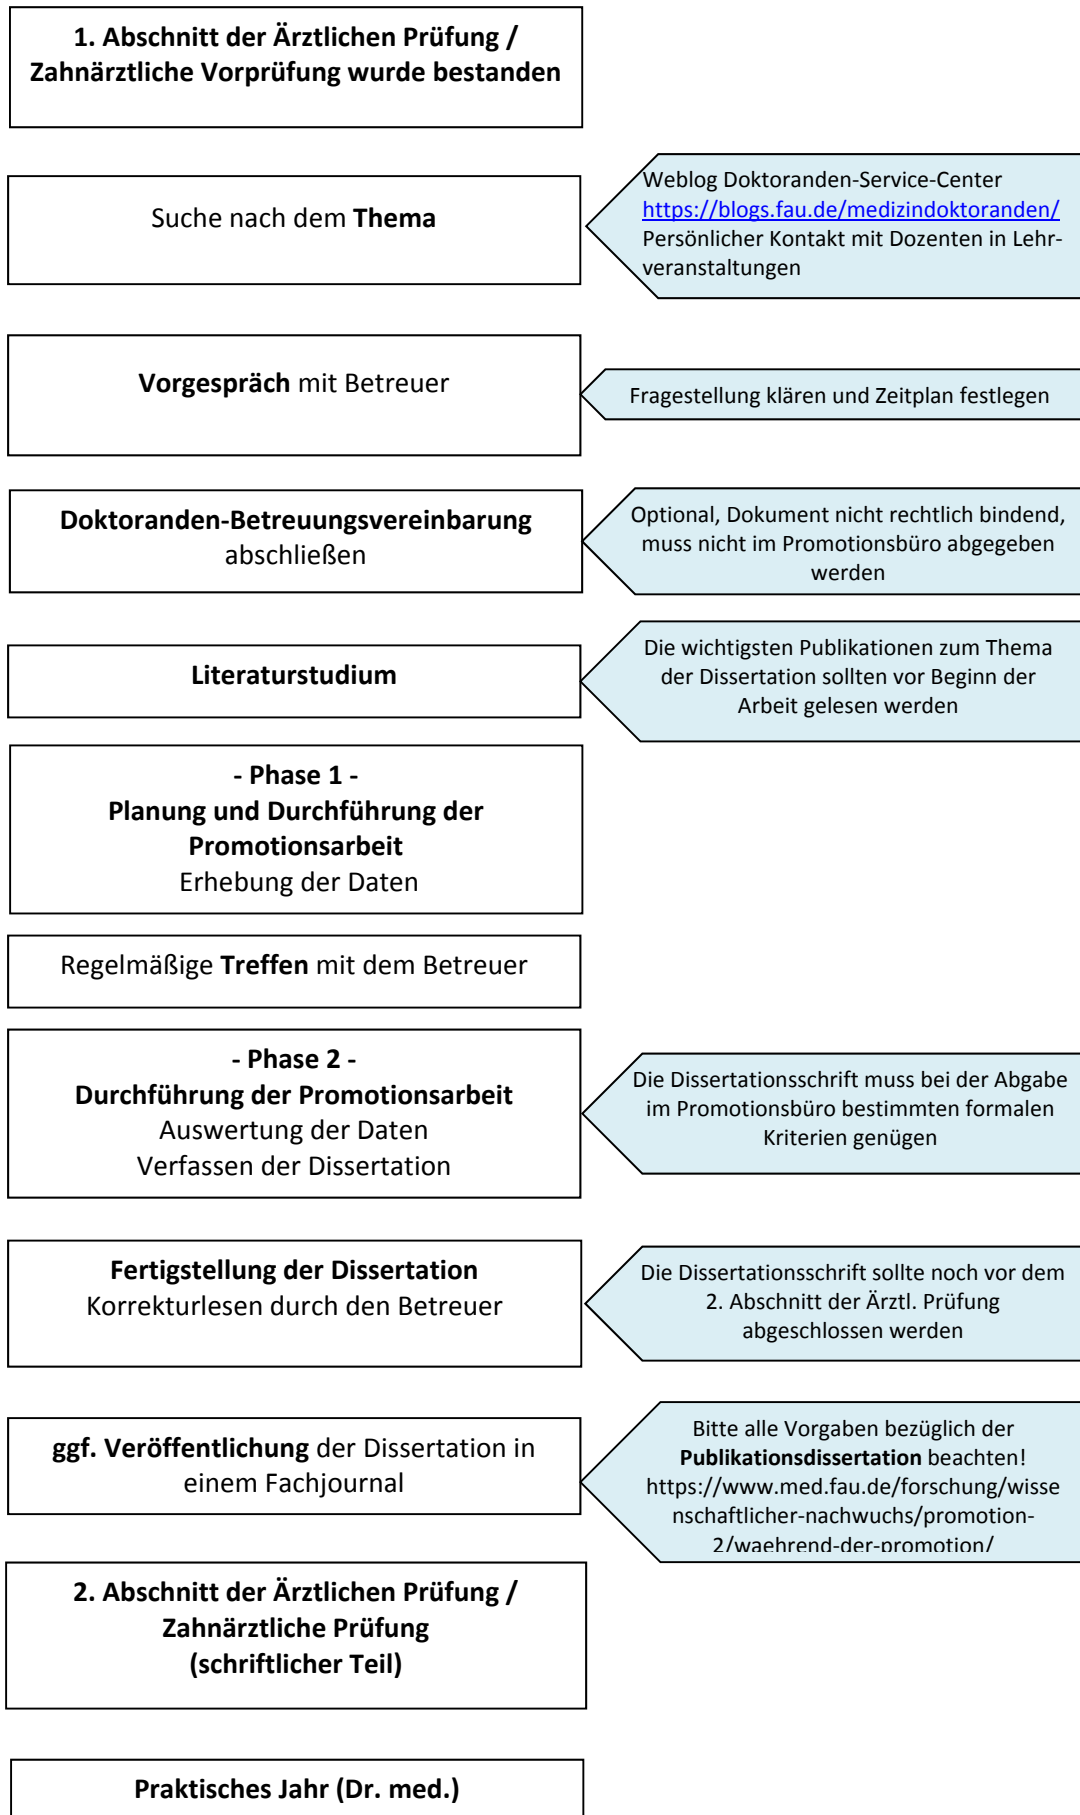 1. Abschnitt der Ärztlichen Prüfung /
Zahnärztliche Vorprüfung wurde bestanden
Suche nach dem Thema
Weblog Doktoranden-Service-Center
https://blogs.fau.de/medizindoktoranden/
Persönlicher Kontakt mit Dozenten in Lehr-
veranstaltungen
Vorgespräch mit Betreuer
Fragestellung klären und Zeitplan festlegen
Doktoranden-Betreuungsvereinbarung
abschließen
Optional, Dokument nicht rechtlich bindend,
muss nicht im Promotionsbüro abgegeben
werden
Literaturstudium
Die wichtigsten Publikationen zum Thema
der Dissertation sollten vor Beginn der
Arbeit gelesen werden
- Phase 1 -
Planung und Durchführung der
Promotionsarbeit
Erhebung der Daten
Regelmäßige Treffen mit dem Betreuer
- Phase 2 -
Durchführung der Promotionsarbeit
Auswertung der Daten
Verfassen der Dissertation
Die Dissertationsschrift muss bei der Abgabe
im Promotionsbüro bestimmten formalen
Kriterien genügen
Fertigstellung der Dissertation
Korrekturlesen durch den Betreuer
Die Dissertationsschrift sollte noch vor dem
2. Abschnitt der Ärztl. Prüfung
abgeschlossen werden
ggf. Veröffentlichung der Dissertation in
einem Fachjournal
Bitte alle Vorgaben bezüglich der
Publikationsdissertation beachten!
https://www.med.fau.de/forschung/wisse
nschaftlicher-nachwuchs/promotion-
2/waehrend-der-promotion/
2. Abschnitt der Ärztlichen Prüfung /
Zahnärztliche Prüfung
(schriftlicher Teil)
Praktisches Jahr (Dr. med.)